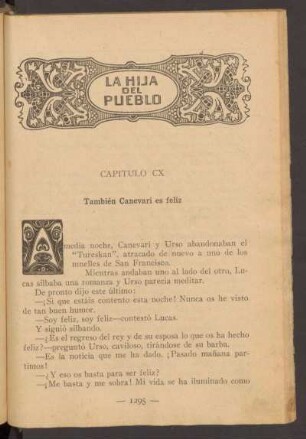 LA HIJA
DEL
PUEBLO
CAPITULO CX
También Canevari es feliz
A media noche, Canevari y Urso abandonaban el
"Tureskan", atracado de nuevo a uno de los
muelles de San Francisco.
Mientras andaban uno al lado del otro, Lu-
cas silbaba una romanza y Urso parecía meditar.
De pronto dijo este último:
—¡Sí que estáis contento esta noche! Nunca os he visto
de tan buen humor.
—Soy feliz, soy feliz—contestó Lucas.
Y siguió silbando.
—¿Es el regreso del rey y de su esposa lo que os ha hecho
feliz?—preguntó Urso, caviloso, tirándose de su barba.
—Es la noticia que me ha dado. ¡Pasado mañana par-
timos!
—¿Y eso os basta para ser feliz?
—¡Me basta y me sobra! Mi vida se ha iluminado como
— 1295 —